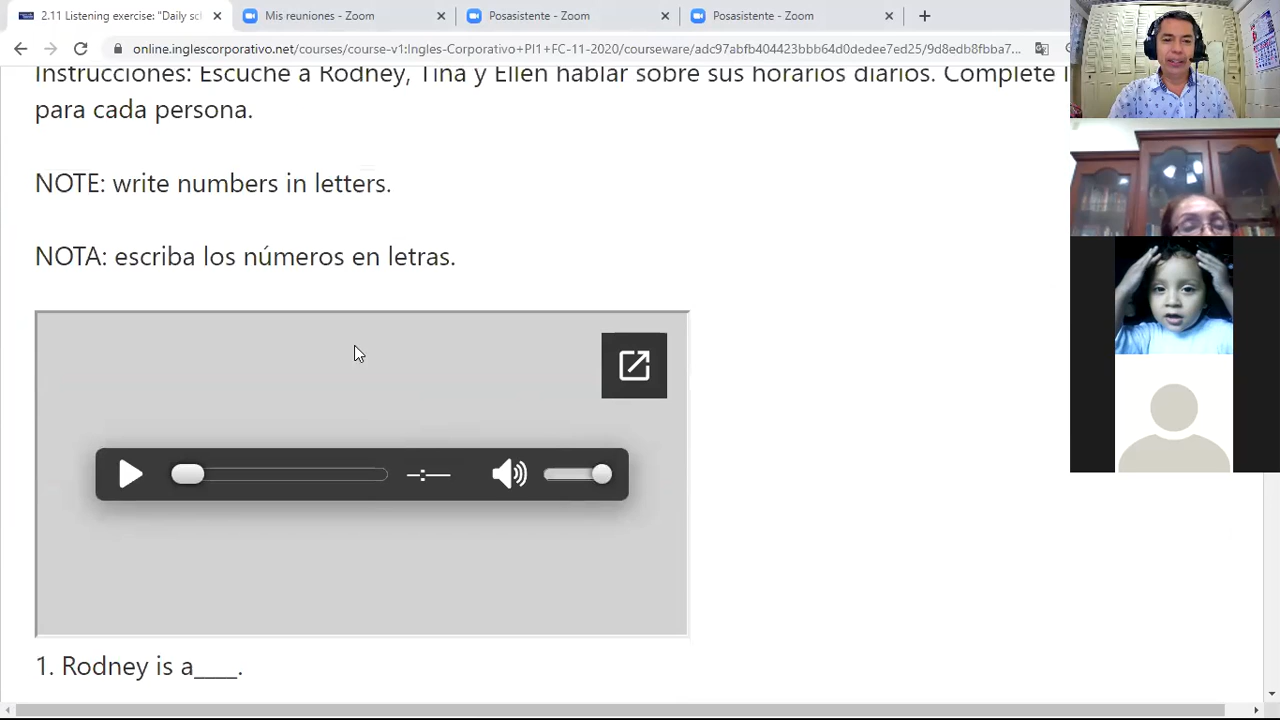 2.11 Listening exercise: "Daily sc
Mis reuniones - Zoom
Posasistente - Zoom
Posasistente - Zoom
online.inglescorporativo.net/courses/course-v1:Ingles-Corporativo+PI1+FC-11-2020/courseware/adc97abfb404423bbb64d0dedee7ed25/9d8edb8fbba7...
Instrucciones: Escuche a Rodney, Tina y Ellen hablar sobre sus horarios diarios. Complete l
para cada persona.
NOTE: write numbers in letters.
NOTA: escriba los números en letras.
--:--
1. Rodney is a____.